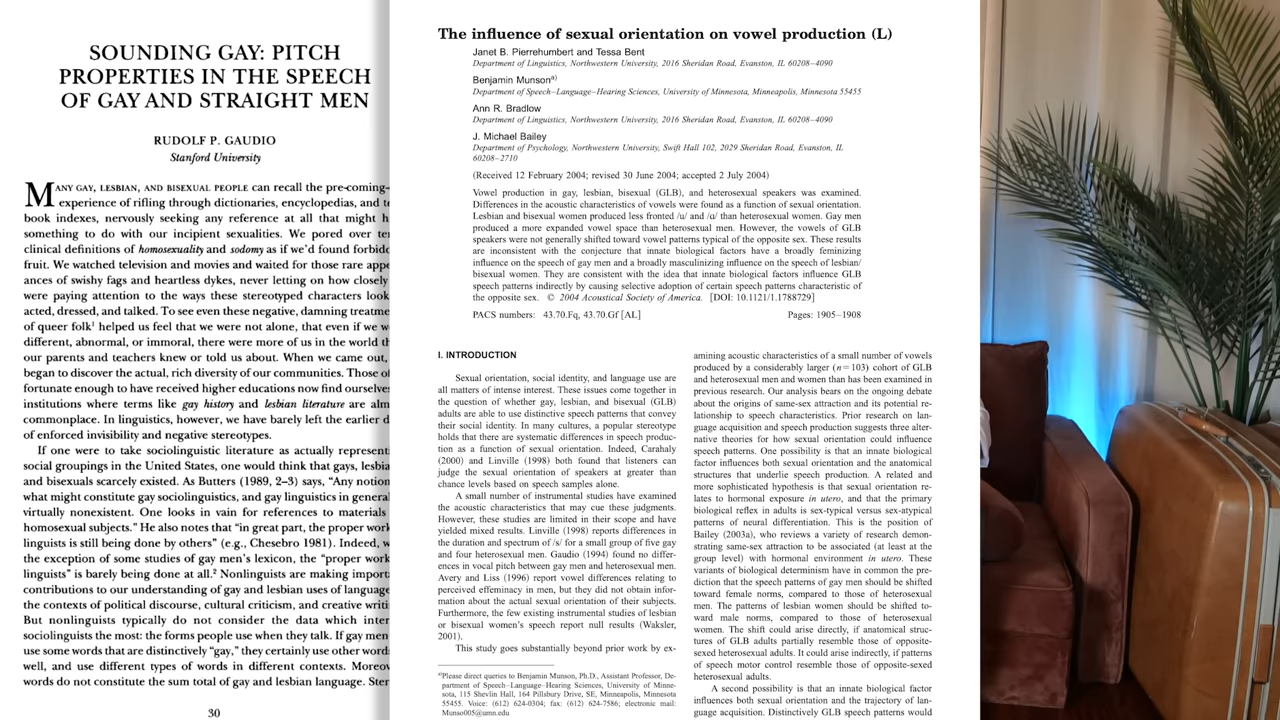 SOUNDING GAY: PITCH
PROPERTIES IN THE SPEECH
OF GAY AND STRAIGHT MEN
RUDOLF P. GAUDIO
Stanford University
MANY GAY, LESBIAN, AND BISEXUAL PEOPLE can recall the pre-coming-
experience of rifling through dictionaries, encyclopedias, and
book indexes, nervously seeking any reference at all that might
something to do with our incipient sexualities. We pored over
clinical definitions of homosexuality and sodomy as if we'd found
fruit. We watched television and movies and waited for those rare
ances of swishy fags and heartless dykes, never letting on how closely
were paying attention to the ways these stereotyped characters
acted, dressed, and talked. To see even these negative, damning
of queer folk¹ helped us feel that we were not alone, that even if we
different, abnormal, or immoral, there were more of us in the world
our parents and teachers knew or told us about. When we came out,
began to discover the actual, rich diversity of our communities. Those
fortunate enough to have received higher educations now find
institutions where terms like gay history and lesbian literature are
commonplace. In linguistics, however, we have barely left the earlier
of enforced invisibility and negative stereotypes.
If one were to take sociolinguistic literature as actually
social groupings in the United States, one would think that gays,
and bisexuals scarcely existed. As Butters (1989, 2–3) says, "Any notion
what might constitute gay sociolinguistics, and gay linguistics in general
virtually nonexistent. One looks in vain for references to materials
homosexual subjects." He also notes that "in great part, the proper work
linguists is still being done by others" (e.g., Chesebro 1981). Indeed,
the exception of some studies of gay men's lexicon, the "proper work
linguists" is barely being done at all.² Nonlinguists are making
contributions to our understanding of gay and lesbian uses of language
the contexts of political discourse, cultural criticism, and creative
But nonlinguists typically do not consider the data which
sociolinguists the most: the forms people use when they talk. If gay men
use some words that are distinctively "gay," they certainly use other
well, and use different types of words in different contexts.
words do not constitute the sum total of gay and lesbian language.
30
The influence of sexual orientation on vowel production (L)
Janet B. Pierrehumbert and Tessa Bent
Department of Linguistics, Northwestern University, 2016 Sheridan Road, Evanston, IL 60208–4090
Benjamin Munson a)
Department of Speech–Language–Hearing Sciences, University of Minnesota, Minneapolis, Minnesota 55455
Ann R. Bradlow
Department of Linguistics, Northwestern University, 2016 Sheridan Road, Evanston, IL 60208–4090
J. Michael Bailey
Department of Psychology, Northwestern University, Swift Hall 102, 2029 Sheridan Road, Evanston, IL
60208–2710
(Received 12 February 2004; revised 30 June 2004; accepted 2 July 2004)
Vowel production in gay, lesbian, bisexual (GLB), and heterosexual speakers was examined.
Differences in the acoustic characteristics of vowels were found as a function of sexual orientation.
Lesbian and bisexual women produced less fronted /u/ and /ɑ/ than heterosexual women. Gay men
produced a more expanded vowel space than heterosexual men. However, the vowels of GLB
speakers were not generally shifted toward vowel patterns typical of the opposite sex. These results
are inconsistent with the conjecture that innate biological factors have a broadly feminizing
influence on the speech of gay men and a broadly masculinizing influence on the speech of lesbian/
bisexual women. They are consistent with the idea that innate biological factors influence GLB
speech patterns indirectly by causing selective adoption of certain speech patterns characteristic of
the opposite sex. © 2004 Acoustical Society of America. [DOI: 10.1121/1.1788729]
PACS numbers: 43.70.Fq, 43.70.Gf [AL] Pages: 1905–1908
I. INTRODUCTION
Sexual orientation, social identity, and language use are
all matters of intense interest. These issues come together in
the question of whether gay, lesbian, and bisexual (GLB)
adults are able to use distinctive speech patterns that convey
their social identity. In many cultures, a popular stereotype
holds that there are systematic differences in speech produc-
tion as a function of sexual orientation. Indeed, Carahaly
(2000) and Linville (1998) both found that listeners can
judge the sexual orientation of speakers at greater than
chance levels based on speech samples alone.
A small number of instrumental studies have examined
the acoustic characteristics that may cue these judgments.
However, these studies are limited in their scope and have
yielded mixed results. Linville (1998) reports differences in
the duration and spectrum of /s/ for a small group of five gay
and four heterosexual men. Gaudio (1994) found no differ-
ences in vocal pitch between gay men and heterosexual men.
Avery and Liss (1996) report vowel differences relating to
perceived effeminacy in men, but they did not obtain infor-
mation about the actual sexual orientation of their subjects.
Furthermore, the few existing instrumental studies of lesbian
or bisexual women's speech report null results (Waksler,
2001).
This study goes substantially beyond prior work by ex-
a)Please direct queries to Benjamin Munson, Ph.D., Assistant Professor, De-
partment of Speech–Language–Hearing Sciences, University of Minne-
sota, 115 Shevlin Hall, 164 Pillsbury Drive, SE, Minneapolis, Minnesota
55455. Voice: (612) 624-0304; fax: (612) 624-7586; electronic mail:
Munso005@umn.edu
amining acoustic characteristics of a small number of vowels
produced by a considerably larger (n=103) cohort of GLB
and heterosexual men and women than has been examined in
previous research. Our analysis bears on the ongoing debate
about the origins of same-sex attraction and its potential re-
lationship to speech characteristics. Prior research on lan-
guage acquisition and speech production suggests three alter-
native theories for how sexual orientation could influence
speech patterns. One possibility is that an innate biological
factor influences both sexual orientation and the anatomical
structures that underlie speech production. A related and
more sophisticated hypothesis is that sexual orientation re-
lates to hormonal exposure in utero, and that the primary
biological reflex in adults is sex-typical versus sex-atypical
patterns of neural differentiation. This is the position of
Bailey (2003a), who reviews a variety of research demon-
strating same-sex attraction to be associated (at least at the
group level) with hormonal environment in utero. These
variants of biological determinism have in common the pre-
diction that the speech patterns of gay men should be shifted
toward female norms, compared to those of heterosexual
men. The patterns of lesbian women should be shifted to-
ward male norms, compared to those of heterosexual
women. The shift could arise directly, if anatomical struc-
tures of GLB adults partially resemble those of opposite-
sexed heterosexual adults. It could arise indirectly, if patterns
of speech motor control resemble those of opposite-sexed
heterosexual adults.
A second possibility is that an innate biological factor
influences both sexual orientation and the trajectory of lan-
guage acquisition. Distinctively GLB speech patterns would